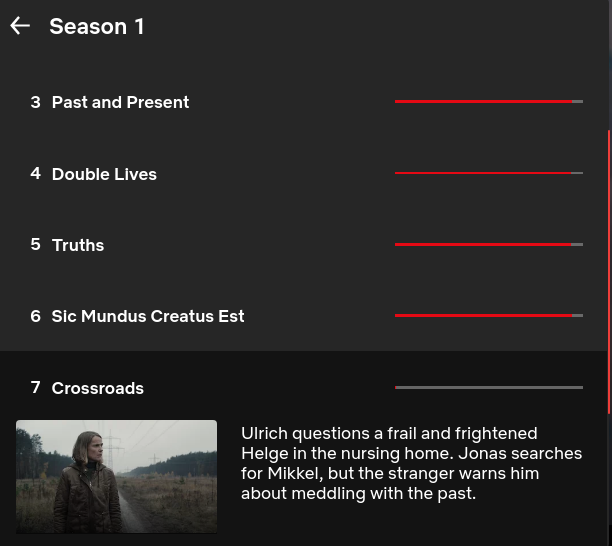 Season 1
3 Past and Present
4 Double Lives
5 Truths
6 Sic Mundus Creatus Est
7 Crossroads
Ulrich questions a frail and frightened
Helge in the nursing home. Jonas searches
for Mikkel, but the stranger warns him
about meddling with the past.